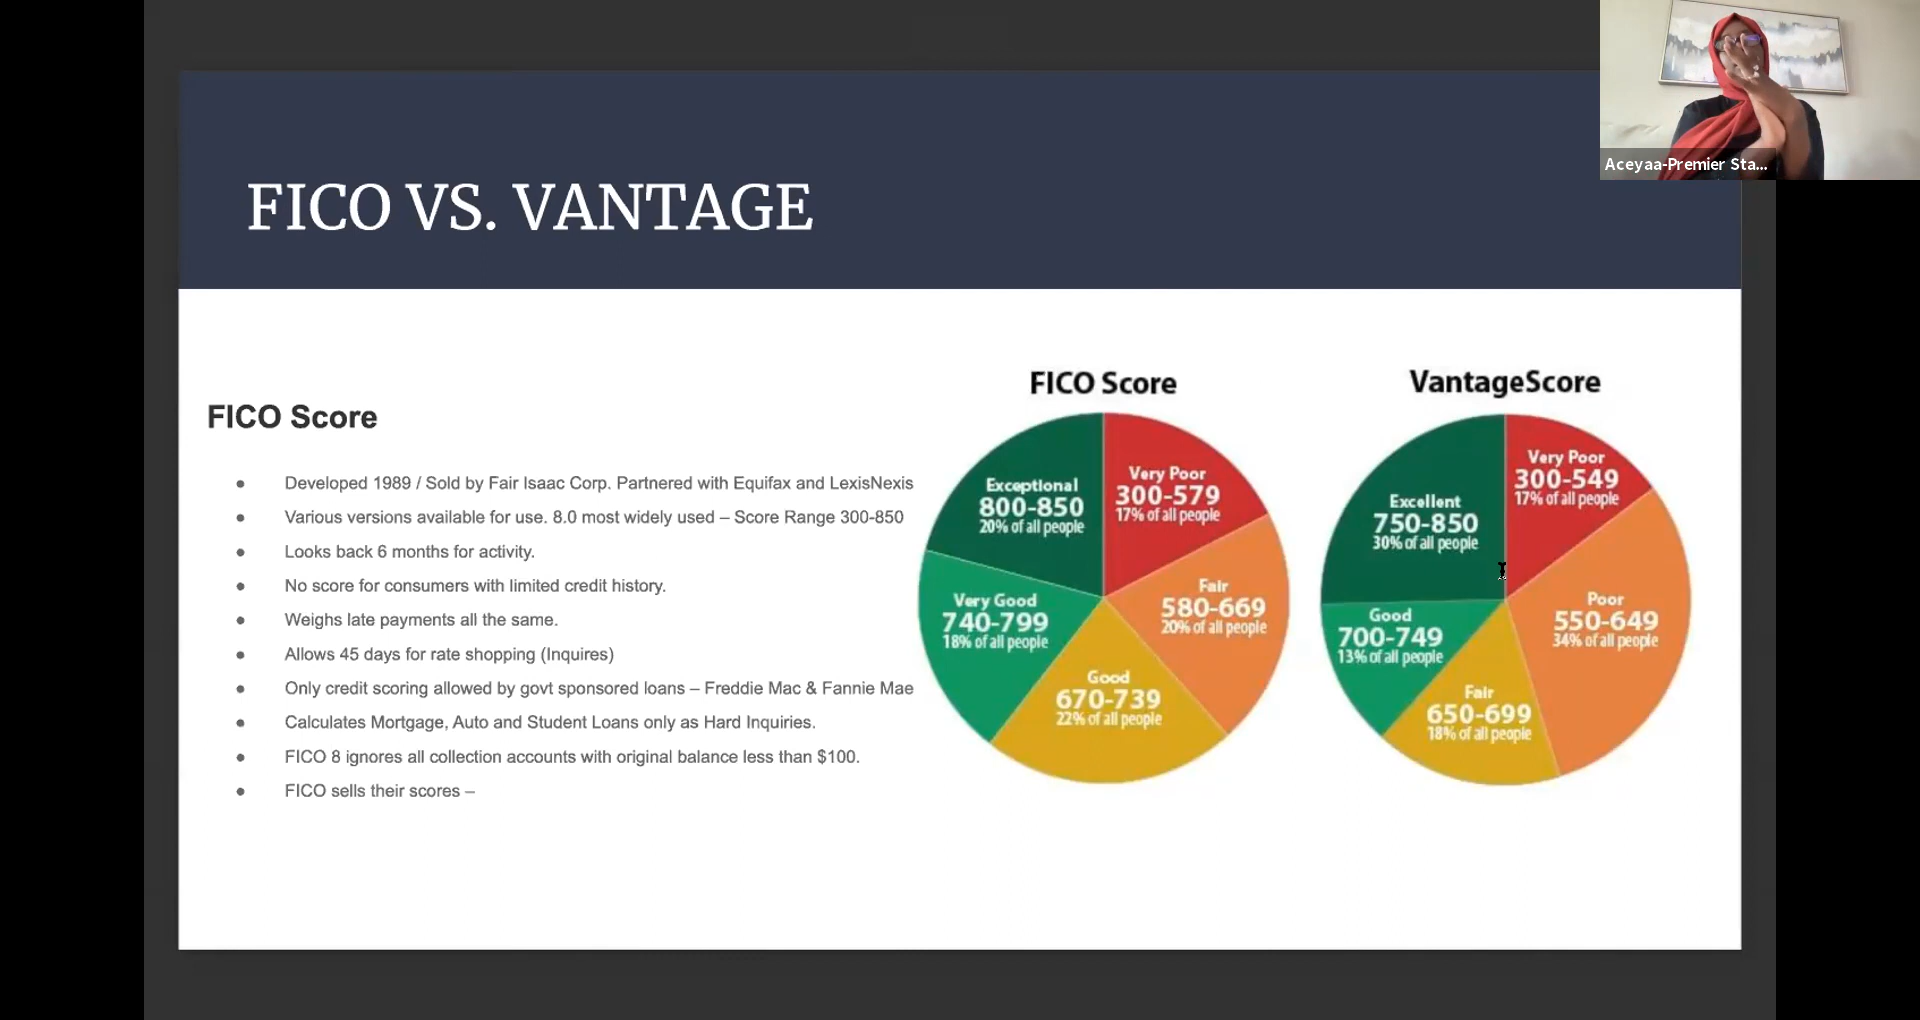 Aceyaa-Premier Sta...
FICO VS. VANTAGE
FICO Score
● Developed 1989 / Sold by Fair Isaac Corp. Partnered with Equifax and LexisNexis
● Various versions available for use. 8.0 most widely used – Score Range 300-850
● Looks back 6 months for activity.
● No score for consumers with limited credit history.
● Weighs late payments all the same.
● Allows 45 days for rate shopping (Inquires)
● Only credit scoring allowed by govt sponsored loans – Freddie Mac & Fannie Mae
● Calculates Mortgage, Auto and Student Loans only as Hard Inquiries.
● FICO 8 ignores all collection accounts with original balance less than $100.
● FICO sells their scores –
FICO Score
Exceptional
800-850
20% of all people
Very Poor
300-579
17% of all people
Very Good
740-799
18% of all people
Fair
580-669
20% of all people
Good
670-739
22% of all people
VantageScore
Excellent
750-850
30% of all people
Very Poor
300-549
17% of all people
Good
700-749
13% of all people
Poor
550-649
34% of all people
Fair
650-699
18% of all people